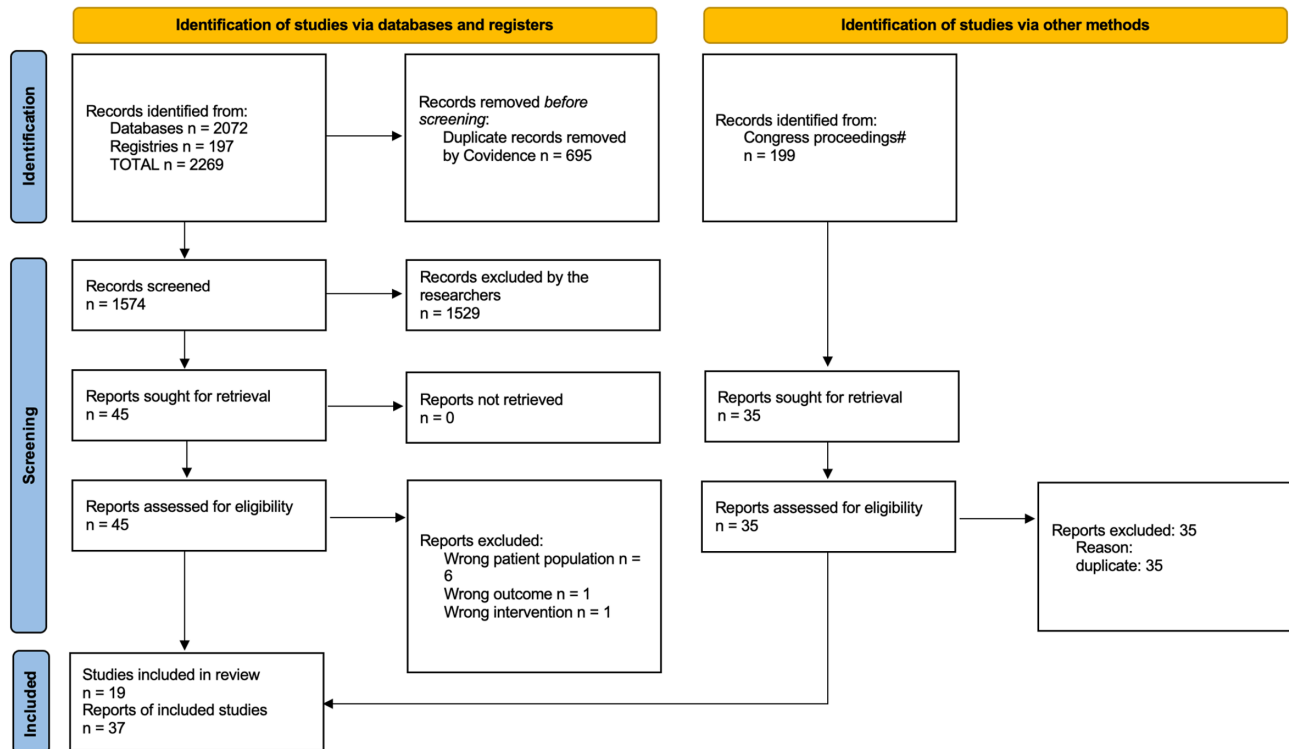 Identification of studies via databases and registers
Identification of studies via other methods
Identification
Records identified from:
Databases n = 2072
Registries n = 197
TOTAL n = 2269
Records removed before
screening:
Duplicate records removed
by Covidence n = 695
Records identified from:
Congress proceedings#
n = 199
Screening
Records screened
n = 1574
Records excluded by the
researchers
n = 1529
Reports sought for retrieval
n = 45
Reports not retrieved
n = 0
Reports sought for retrieval
n = 35
Reports assessed for eligibility
n = 45
Reports excluded:
Wrong patient population n =
6
Wrong outcome n = 1
Wrong intervention n = 1
Reports assessed for eligibility
n = 35
Reports excluded: 35
Reason:
duplicate: 35
Included
Studies included in review
n = 19
Reports of included studies
n = 37